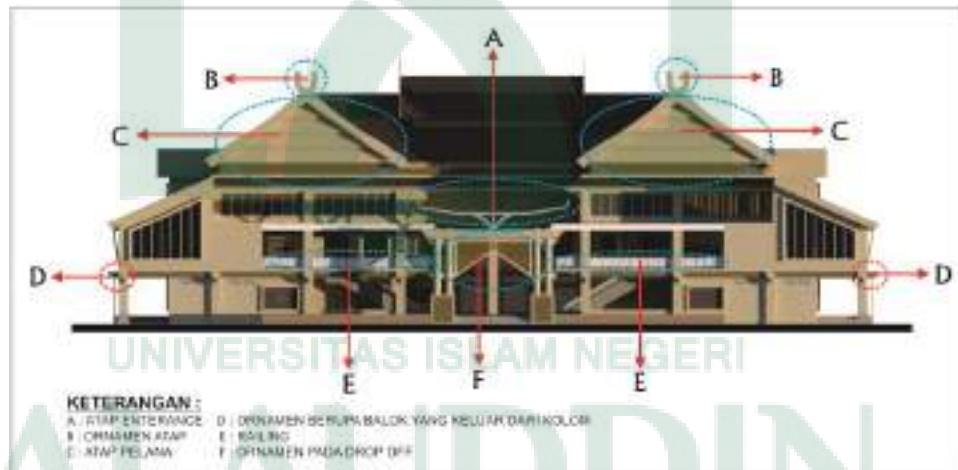 A
B B
C C
D D
E F E
UNIVERSITAS ISLAM NEGERI
KETERANGAN :
A : ATAP ENTERANCE D : ORNAMEN BERUPA BALOK YANG KELUAR DARI KOLOM
B : ORNAMEN ATAP E : RAILING
C : ATAP PELANA F : ORNAMEN PADA DROP OFF
ALAUDDIN